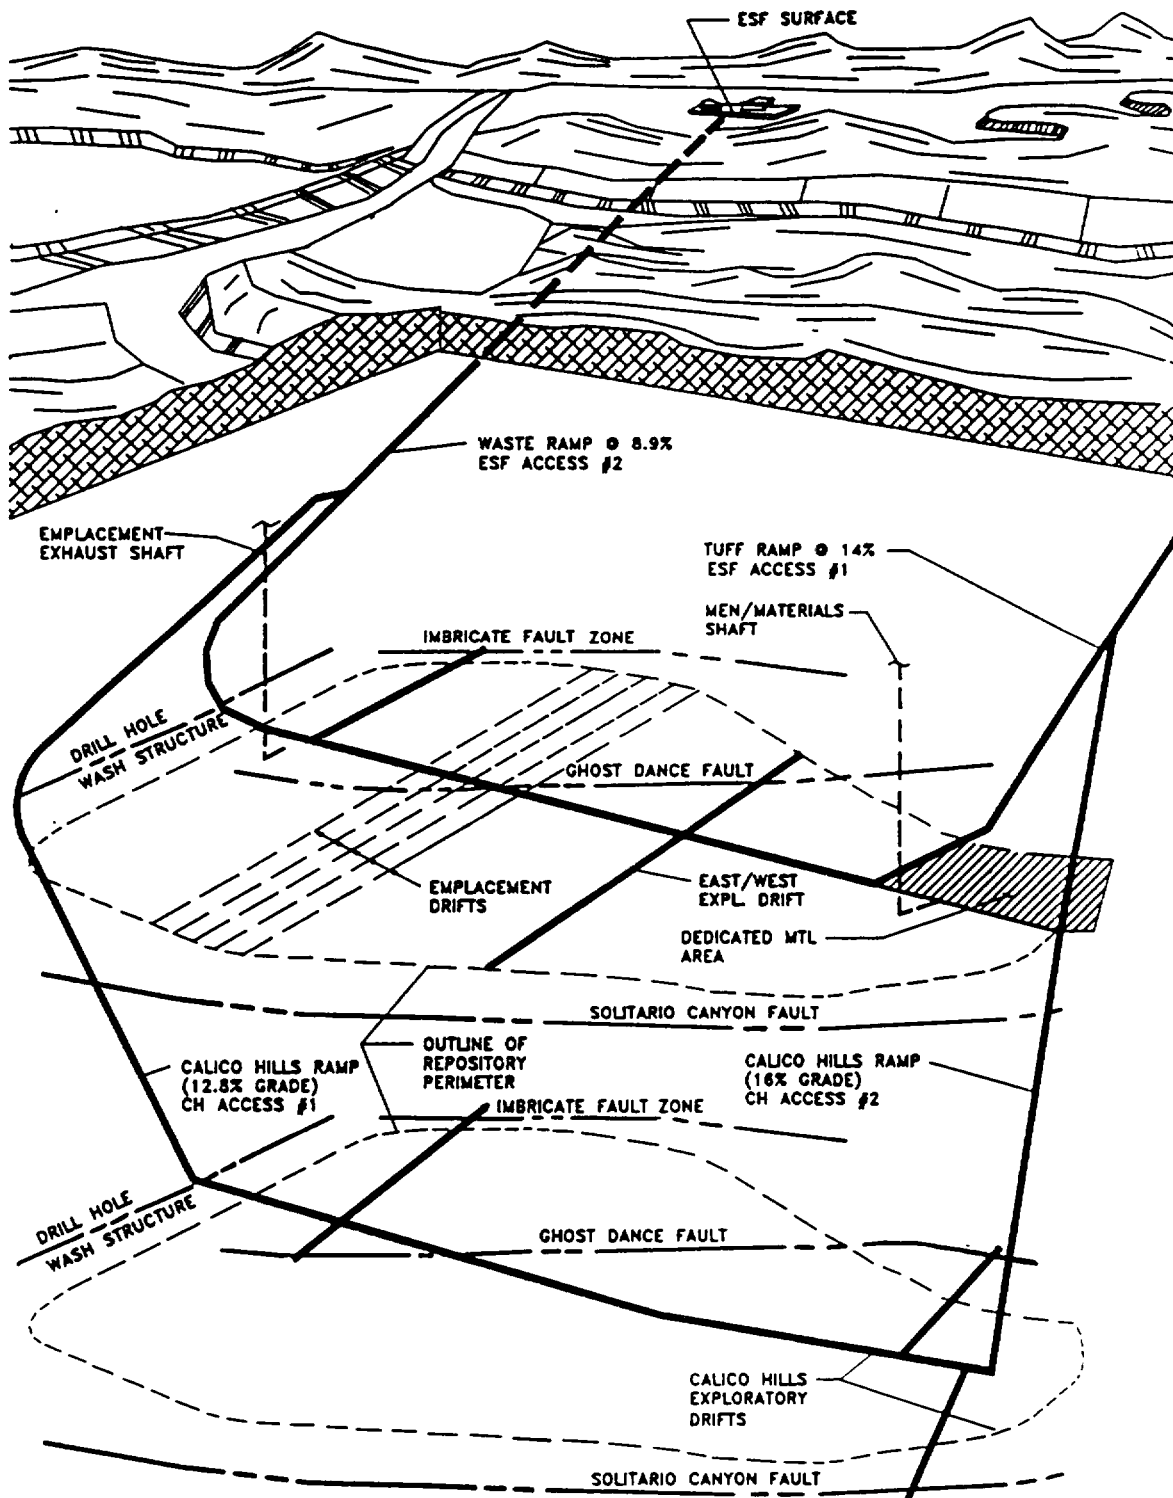 ESF SURFACE
WASTE RAMP @ 8.9%
ESF ACCESS #2
EMPLACEMENT
EXHAUST SHAFT
TUFF RAMP @ 14%
ESF ACCESS #1
MEN/MATERIALS
SHAFT
IMBRICATE FAULT ZONE
DRILL HOLE
WASH STRUCTURE
GHOST DANCE FAULT
EMPLACEMENT
DRIFTS
EAST/WEST
EXPL. DRIFT
DEDICATED MTL
AREA
SOLITARIO CANYON FAULT
OUTLINE OF
REPOSITORY
PERIMETER
CALICO HILLS RAMP
(12.8% GRADE)
CH ACCESS #1
CALICO HILLS RAMP
(16% GRADE)
CH ACCESS #2
IMBRICATE FAULT ZONE
DRILL HOLE
WASH STRUCTURE
GHOST DANCE FAULT
CALICO HILLS
EXPLORATORY
DRIFTS
SOLITARIO CANYON FAULT